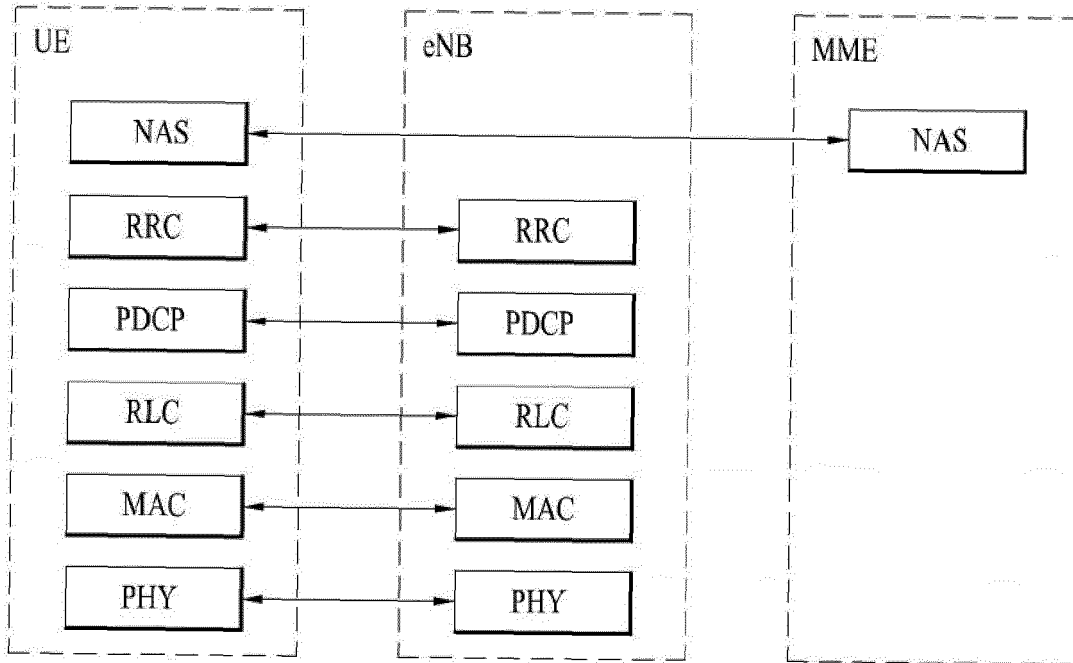 UE
eNB
MME
NAS
NAS
RRC
RRC
PDCP
PDCP
RLC
RLC
MAC
MAC
PHY
PHY